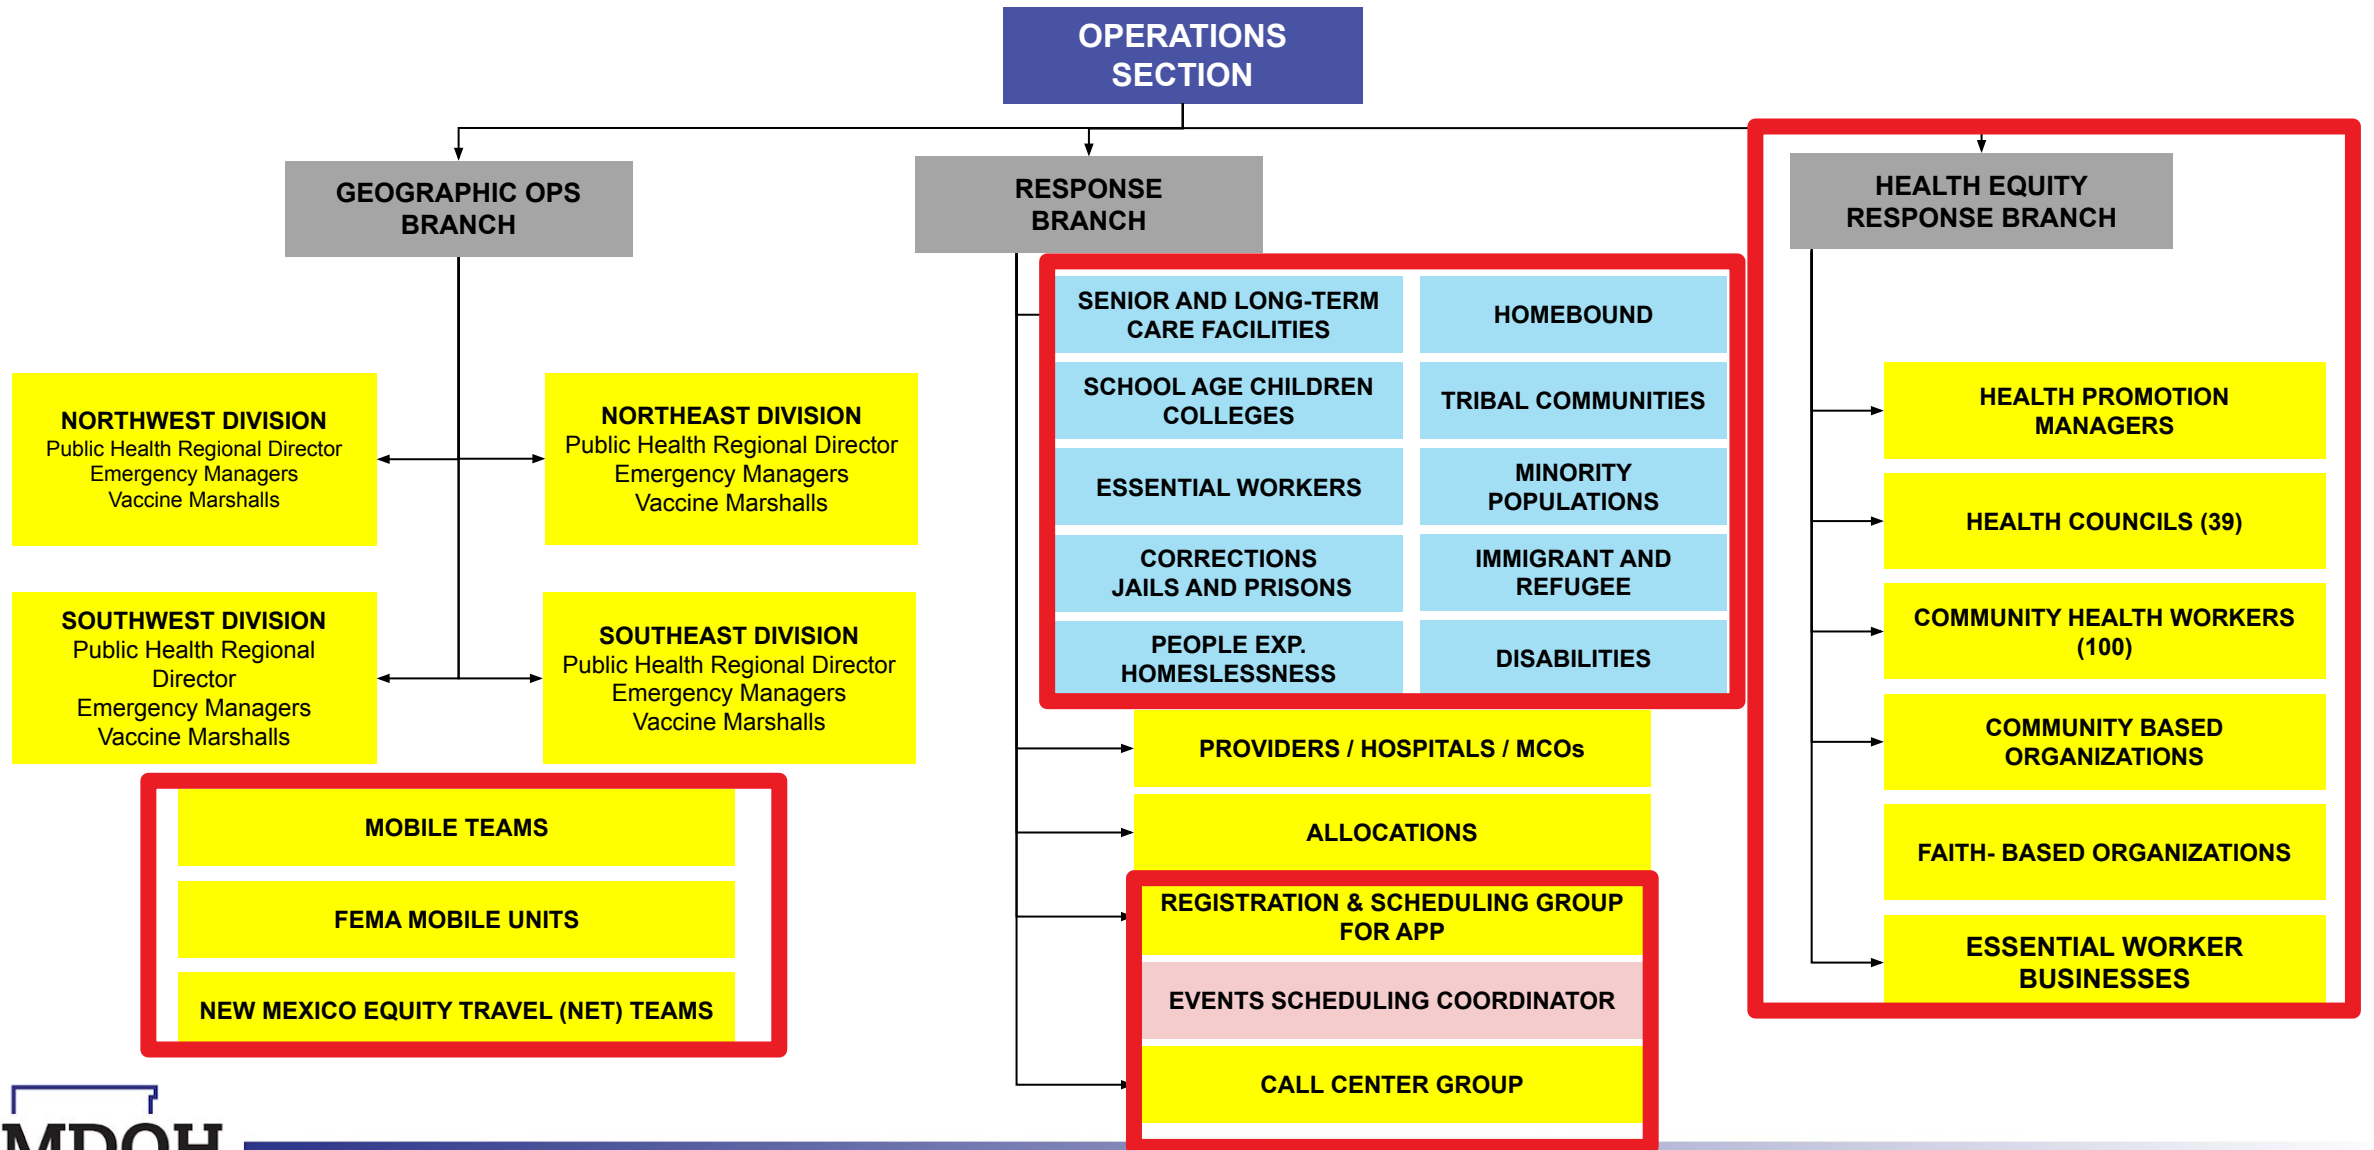 OPERATIONS
SECTION
GEOGRAPHIC OPS
BRANCH
NORTHWEST DIVISION
Public Health Regional Director
Emergency Managers
Vaccine Marshalls
NORTHEAST DIVISION
Public Health Regional Director
Emergency Managers
Vaccine Marshalls
SOUTHWEST DIVISION
Public Health Regional
Director
Emergency Managers
Vaccine Marshalls
SOUTHEAST DIVISION
Public Health Regional Director
Emergency Managers
Vaccine Marshalls
MOBILE TEAMS
FEMA MOBILE UNITS
NEW MEXICO EQUITY TRAVEL (NET) TEAMS
RESPONSE
BRANCH
SENIOR AND LONG-TERM
CARE FACILITIES
HOMEBOUND
SCHOOL AGE CHILDREN
COLLEGES
TRIBAL COMMUNITIES
ESSENTIAL WORKERS
MINORITY
POPULATIONS
CORRECTIONS
JAILS AND PRISONS
IMMIGRANT AND
REFUGEE
PEOPLE EXP.
HOMESLESSNESS
DISABILITIES
PROVIDERS / HOSPITALS / MCOs
ALLOCATIONS
REGISTRATION & SCHEDULING GROUP
FOR APP
EVENTS SCHEDULING COORDINATOR
CALL CENTER GROUP
HEALTH EQUITY
RESPONSE BRANCH
HEALTH PROMOTION
MANAGERS
HEALTH COUNCILS (39)
COMMUNITY HEALTH WORKERS
(100)
COMMUNITY BASED
ORGANIZATIONS
FAITH- BASED ORGANIZATIONS
ESSENTIAL WORKER
BUSINESSES
MDOH